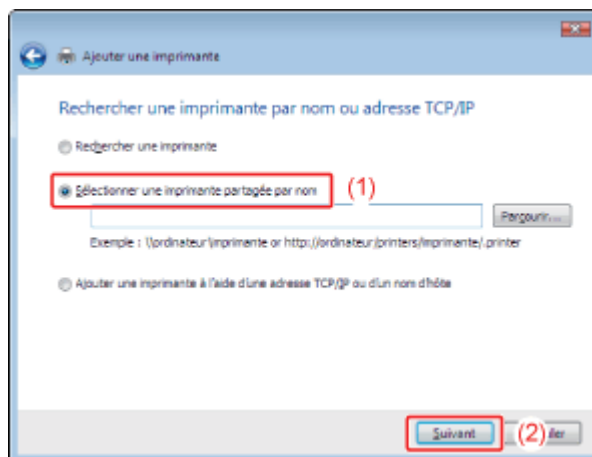 Ajouter une imprimante
Rechercher une imprimante par nom ou adresse TCP/IP
Rechercher une imprimante
Sélectionner une imprimante partagée par nom (1)
Parcourir...
Exemple : \\ordinateur\imprimante or http://ordinateur/printers/imprimante/.printer
Ajouter une imprimante à l'aide d'une adresse TCP/IP ou d'un nom d'hôte
Suivant (2)